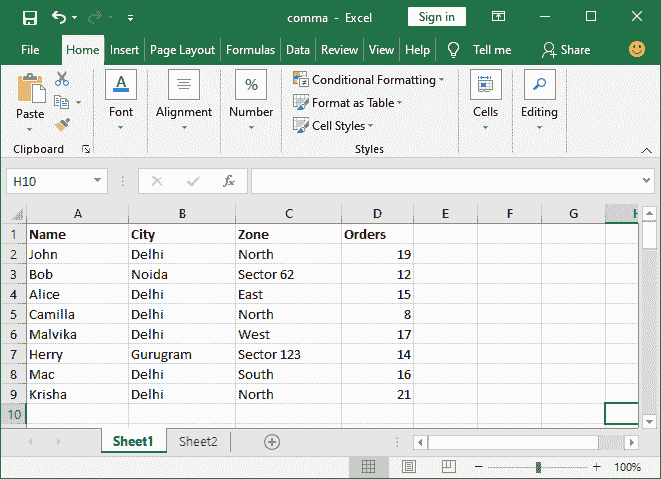 comma - Excel Sign in
File Home Insert Page Layout Formulas Data Review View Help Tell me Share
Paste Font Alignment Number Conditional Formatting Format as Table Cell Styles Cells Editing
Clipboard Styles
H10 fx
A B C D E F G H
1 Name City Zone Orders
2 John Delhi North 19
3 Bob Noida Sector 62 12
4 Alice Delhi East 15
5 Camilla Delhi North 8
6 Malvika Delhi West 17
7 Herry Gurugram Sector 123 14
8 Mac Delhi South 16
9 Krisha Delhi North 21
10
Sheet1 Sheet2
100%